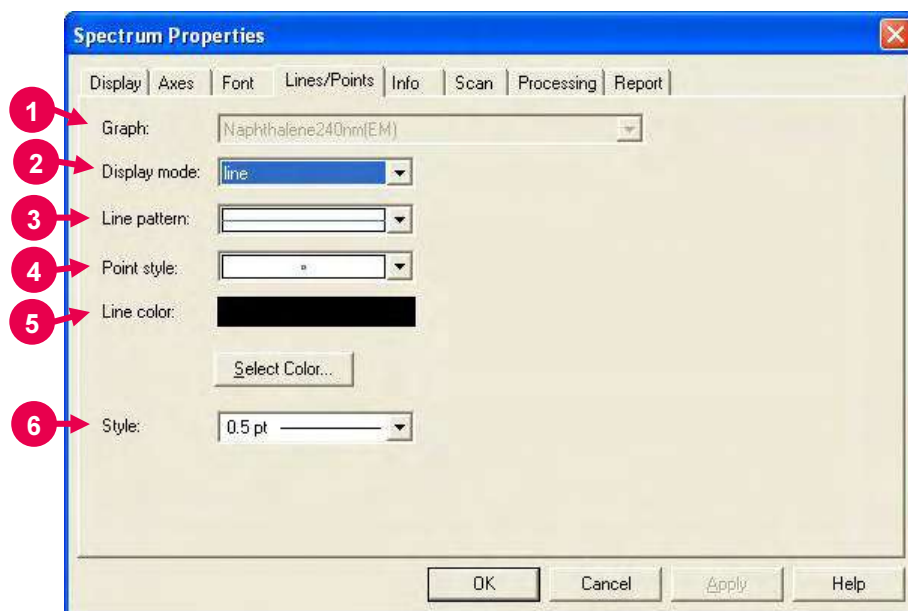 Spectrum Properties
Display Axes Font Lines/Points Info Scan Processing Report
1 Graph: Naphthalene240nm(EM)
2 Display mode: line
3 Line pattern:
4 Point style:
5 Line color:
Select Color...
6 Style: 0.5 pt
OK Cancel Apply Help